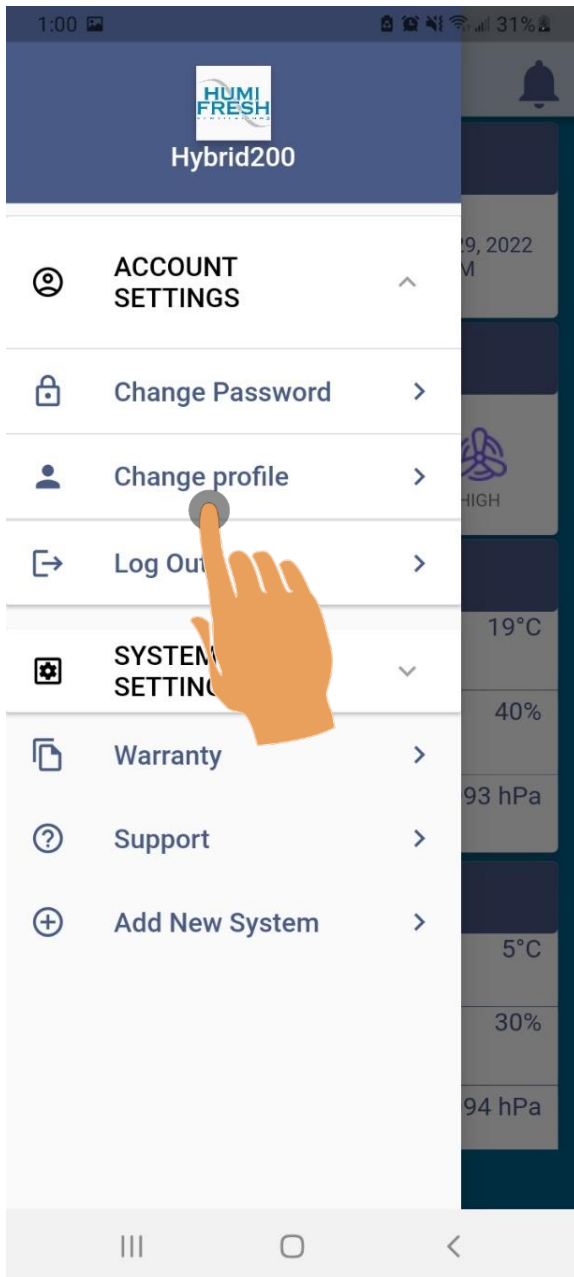 1:00
31%
HUMI
FRESH
Hybrid200
29, 2022
M
ACCOUNT
SETTINGS
Change Password
Change profile
HIGH
Log Out
19°C
SYSTEM
SETTIN
40%
Warranty
93 hPa
Support
Add New System
5°C
30%
94 hPa